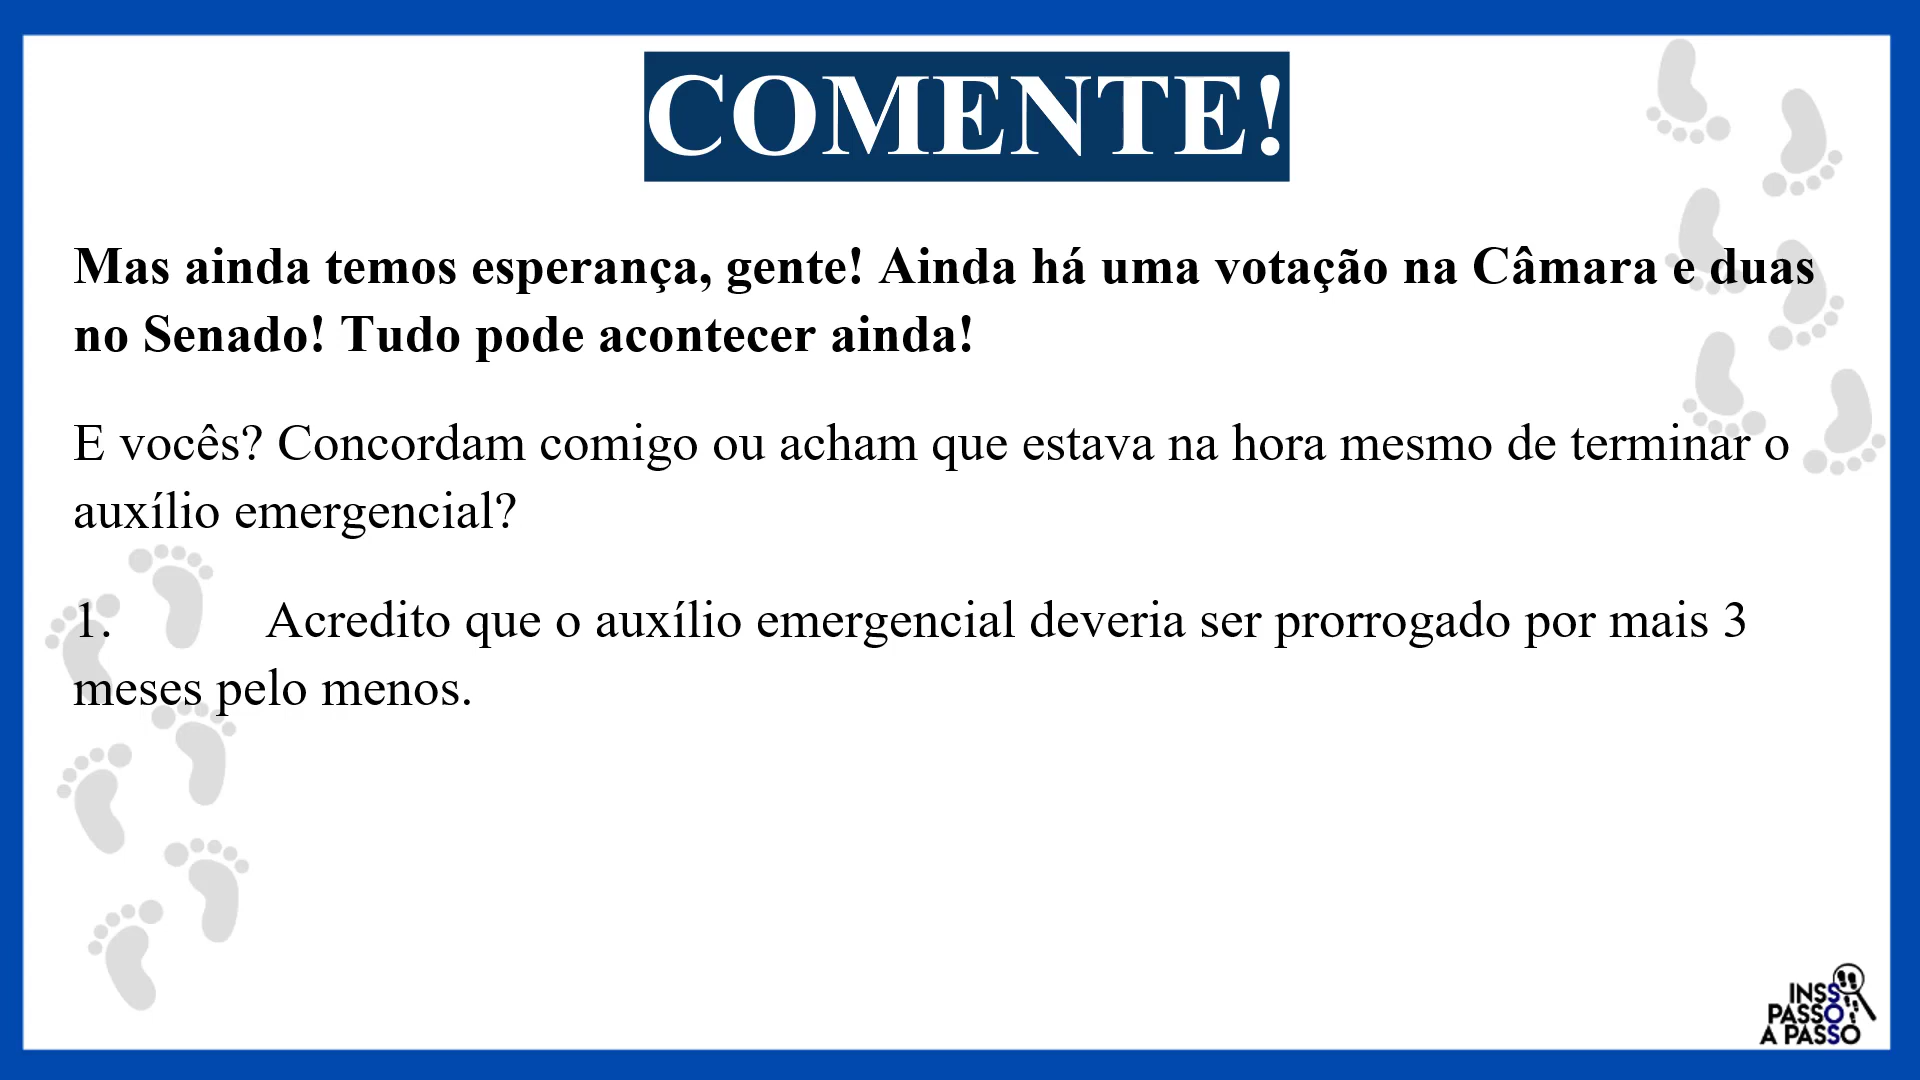 COMENTE!
Mas ainda temos esperança, gente! Ainda há uma votação na Câmara e duas
no Senado! Tudo pode acontecer ainda!
E vocês? Concordam comigo ou acham que estava na hora mesmo de terminar o
auxílio emergencial?
1. Acredito que o auxílio emergencial deveria ser prorrogado por mais 3
meses pelo menos.
INSS
PASSO
A PASSO